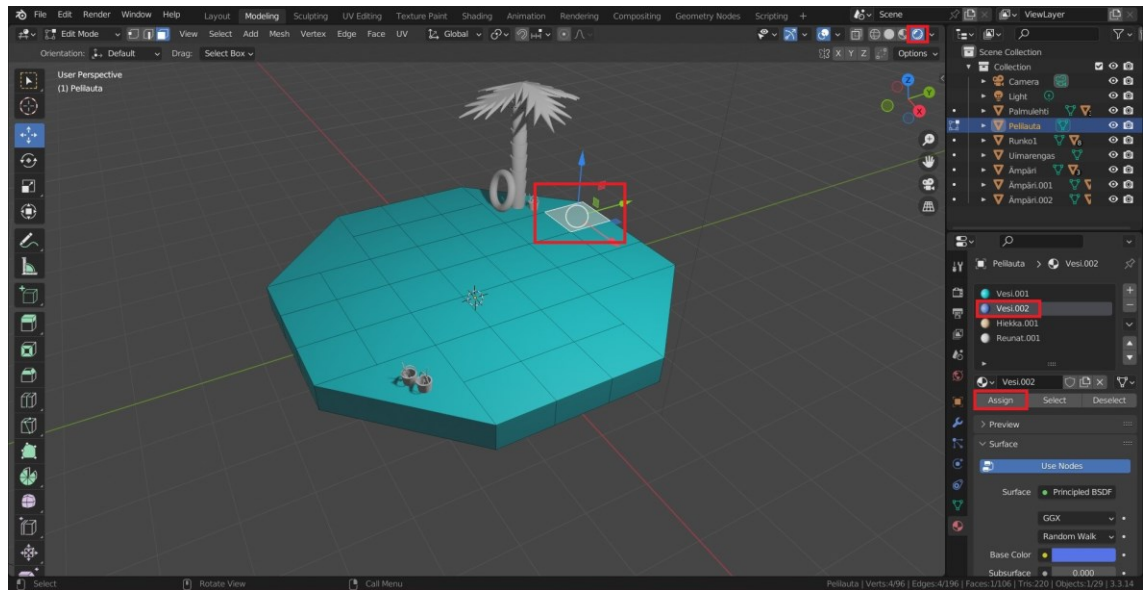 File Edit Render Window Help Layout Modeling Sculpting UV Editing Texture Paint Shading Animation Rendering Compositing Geometry Nodes Scripting + Scene ViewLayer
Edit Mode View Select Add Mesh Vertex Edge Face UV Global
Orientation: Default Drag: Select Box X Y Z Options
User Perspective
(1) Pelilauta
Z
Y
X
Scene Collection
Collection
Camera
Light
Palmulehti
Pelilauta
Runko1
Uimarengas
Ämpäri
Ämpäri.001
Ämpäri.002
Pelilauta > Vesi.002
Vesi.001
Vesi.002
Hiekka.001
Reunat.001
Vesi.002
Assign Select Deselect
Preview
Surface
Use Nodes
Surface Principled BSDF
GGX
Random Walk
Base Color
Subsurface 0.000
Select Rotate View Call Menu Pelilauta | Verts:4/96 | Edges:4/196 | Faces:1/106 | Tris:220 | Objects:1/29 | 3.3.14